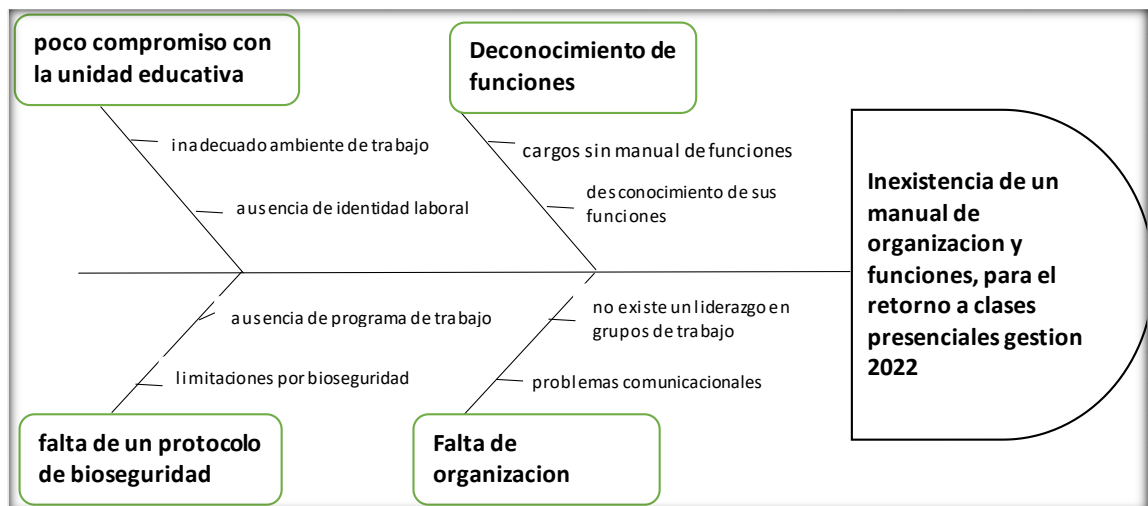 poco compromiso con
la unidad educativa
Deconocimiento de
funciones
inadecuado ambiente de trabajo
ausencia de identidad laboral
cargos sin manual de funciones
desconocimiento de sus
funciones
Inexistencia de un
manual de
organizacion y
funciones, para el
retorno a clases
presenciales gestion
2022
ausencia de programa de trabajo
limitaciones por bioseguridad
no existe un liderazgo en
grupos de trabajo
problemas comunicacionales
falta de un protocolo
de bioseguridad
Falta de
organizacion